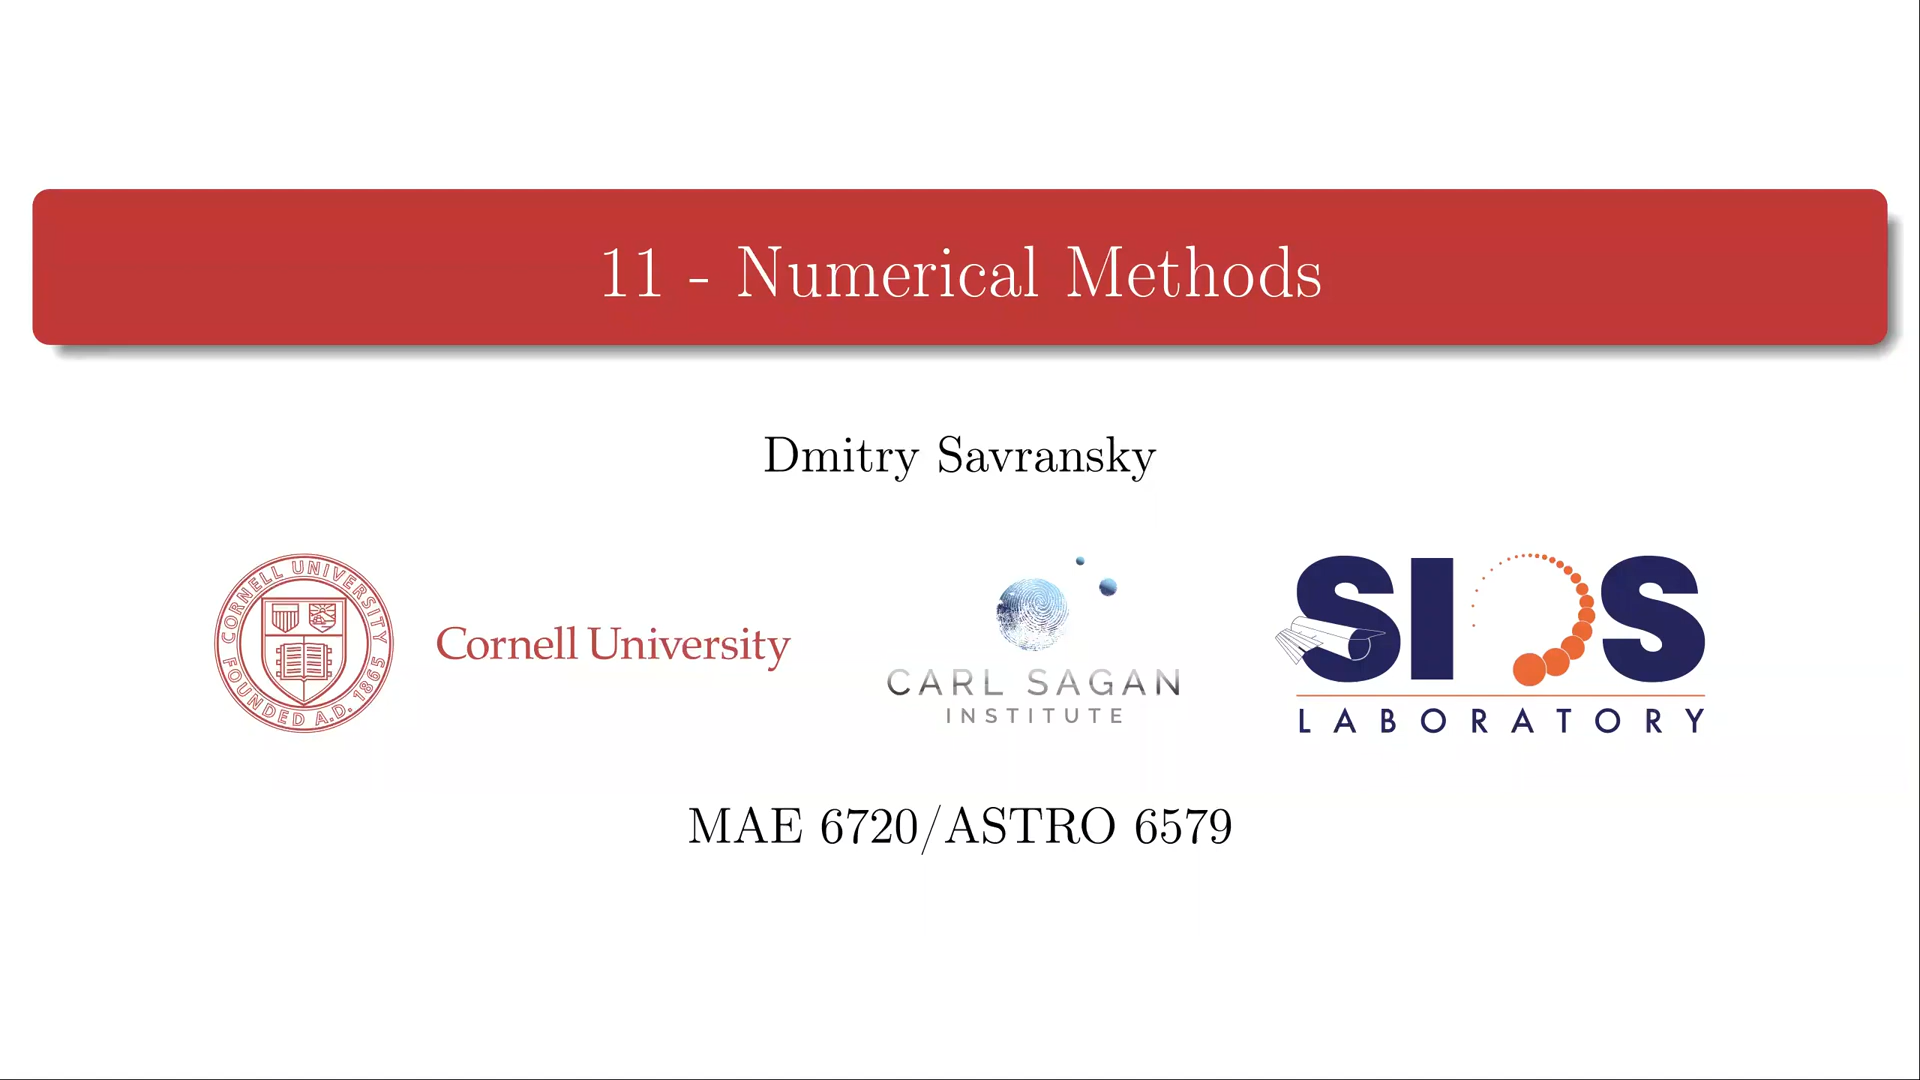 11 - Numerical Methods
Dmitry Savransky
CORNELL UNIVERSITY
FOUNDED A.D. 1865
Cornell University
CARL SAGAN
INSTITUTE
SIOS
LABORATORY
MAE 6720/ASTRO 6579